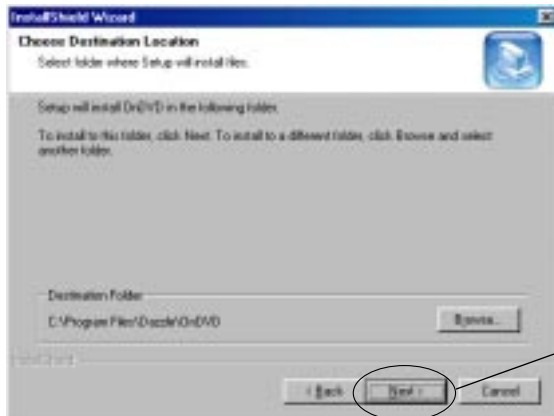 InstallShield Wizard
Choose Destination Location
Select folder where Setup will install files.
Setup will install OnDVD in the following folder.
To install to this folder, click Next. To install to a different folder, click Browse and select
another folder.
Destination Folder
C:\Program Files\Dazzle\OnDVD
Browse...
InstallShield
< Back
Next >
Cancel